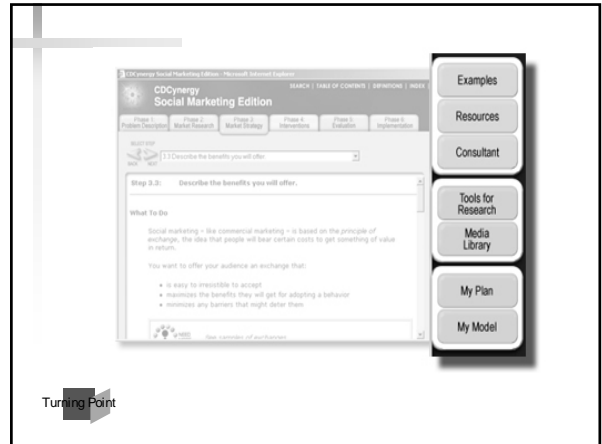 CDCynergy Social Marketing Edition - Microsoft Internet Explorer
SEARCH | TABLE OF CONTENTS | DEFINITIONS | INDEX |
CDCynergy
Social Marketing Edition
Phase 1:
Problem Description
Phase 2:
Market Research
Phase 3:
Market Strategy
Phase 4:
Interventions
Phase 5:
Evaluation
Phase 6:
Implementation
SELECT STEP
BACK NEXT
3.3 Describe the benefits you will offer.
Step 3.3: Describe the benefits you will offer.
What To Do
Social marketing – like commercial marketing – is based on the principle of
exchange, the idea that people will bear certain costs to get something of value
in return.
You want to offer your audience an exchange that:
• is easy to irresistible to accept
• maximizes the benefits they will get for adopting a behavior
• minimizes any barriers that might deter them
See samples of exchanges
Examples
Resources
Consultant
Tools for
Research
Media
Library
My Plan
My Model
Turning Point